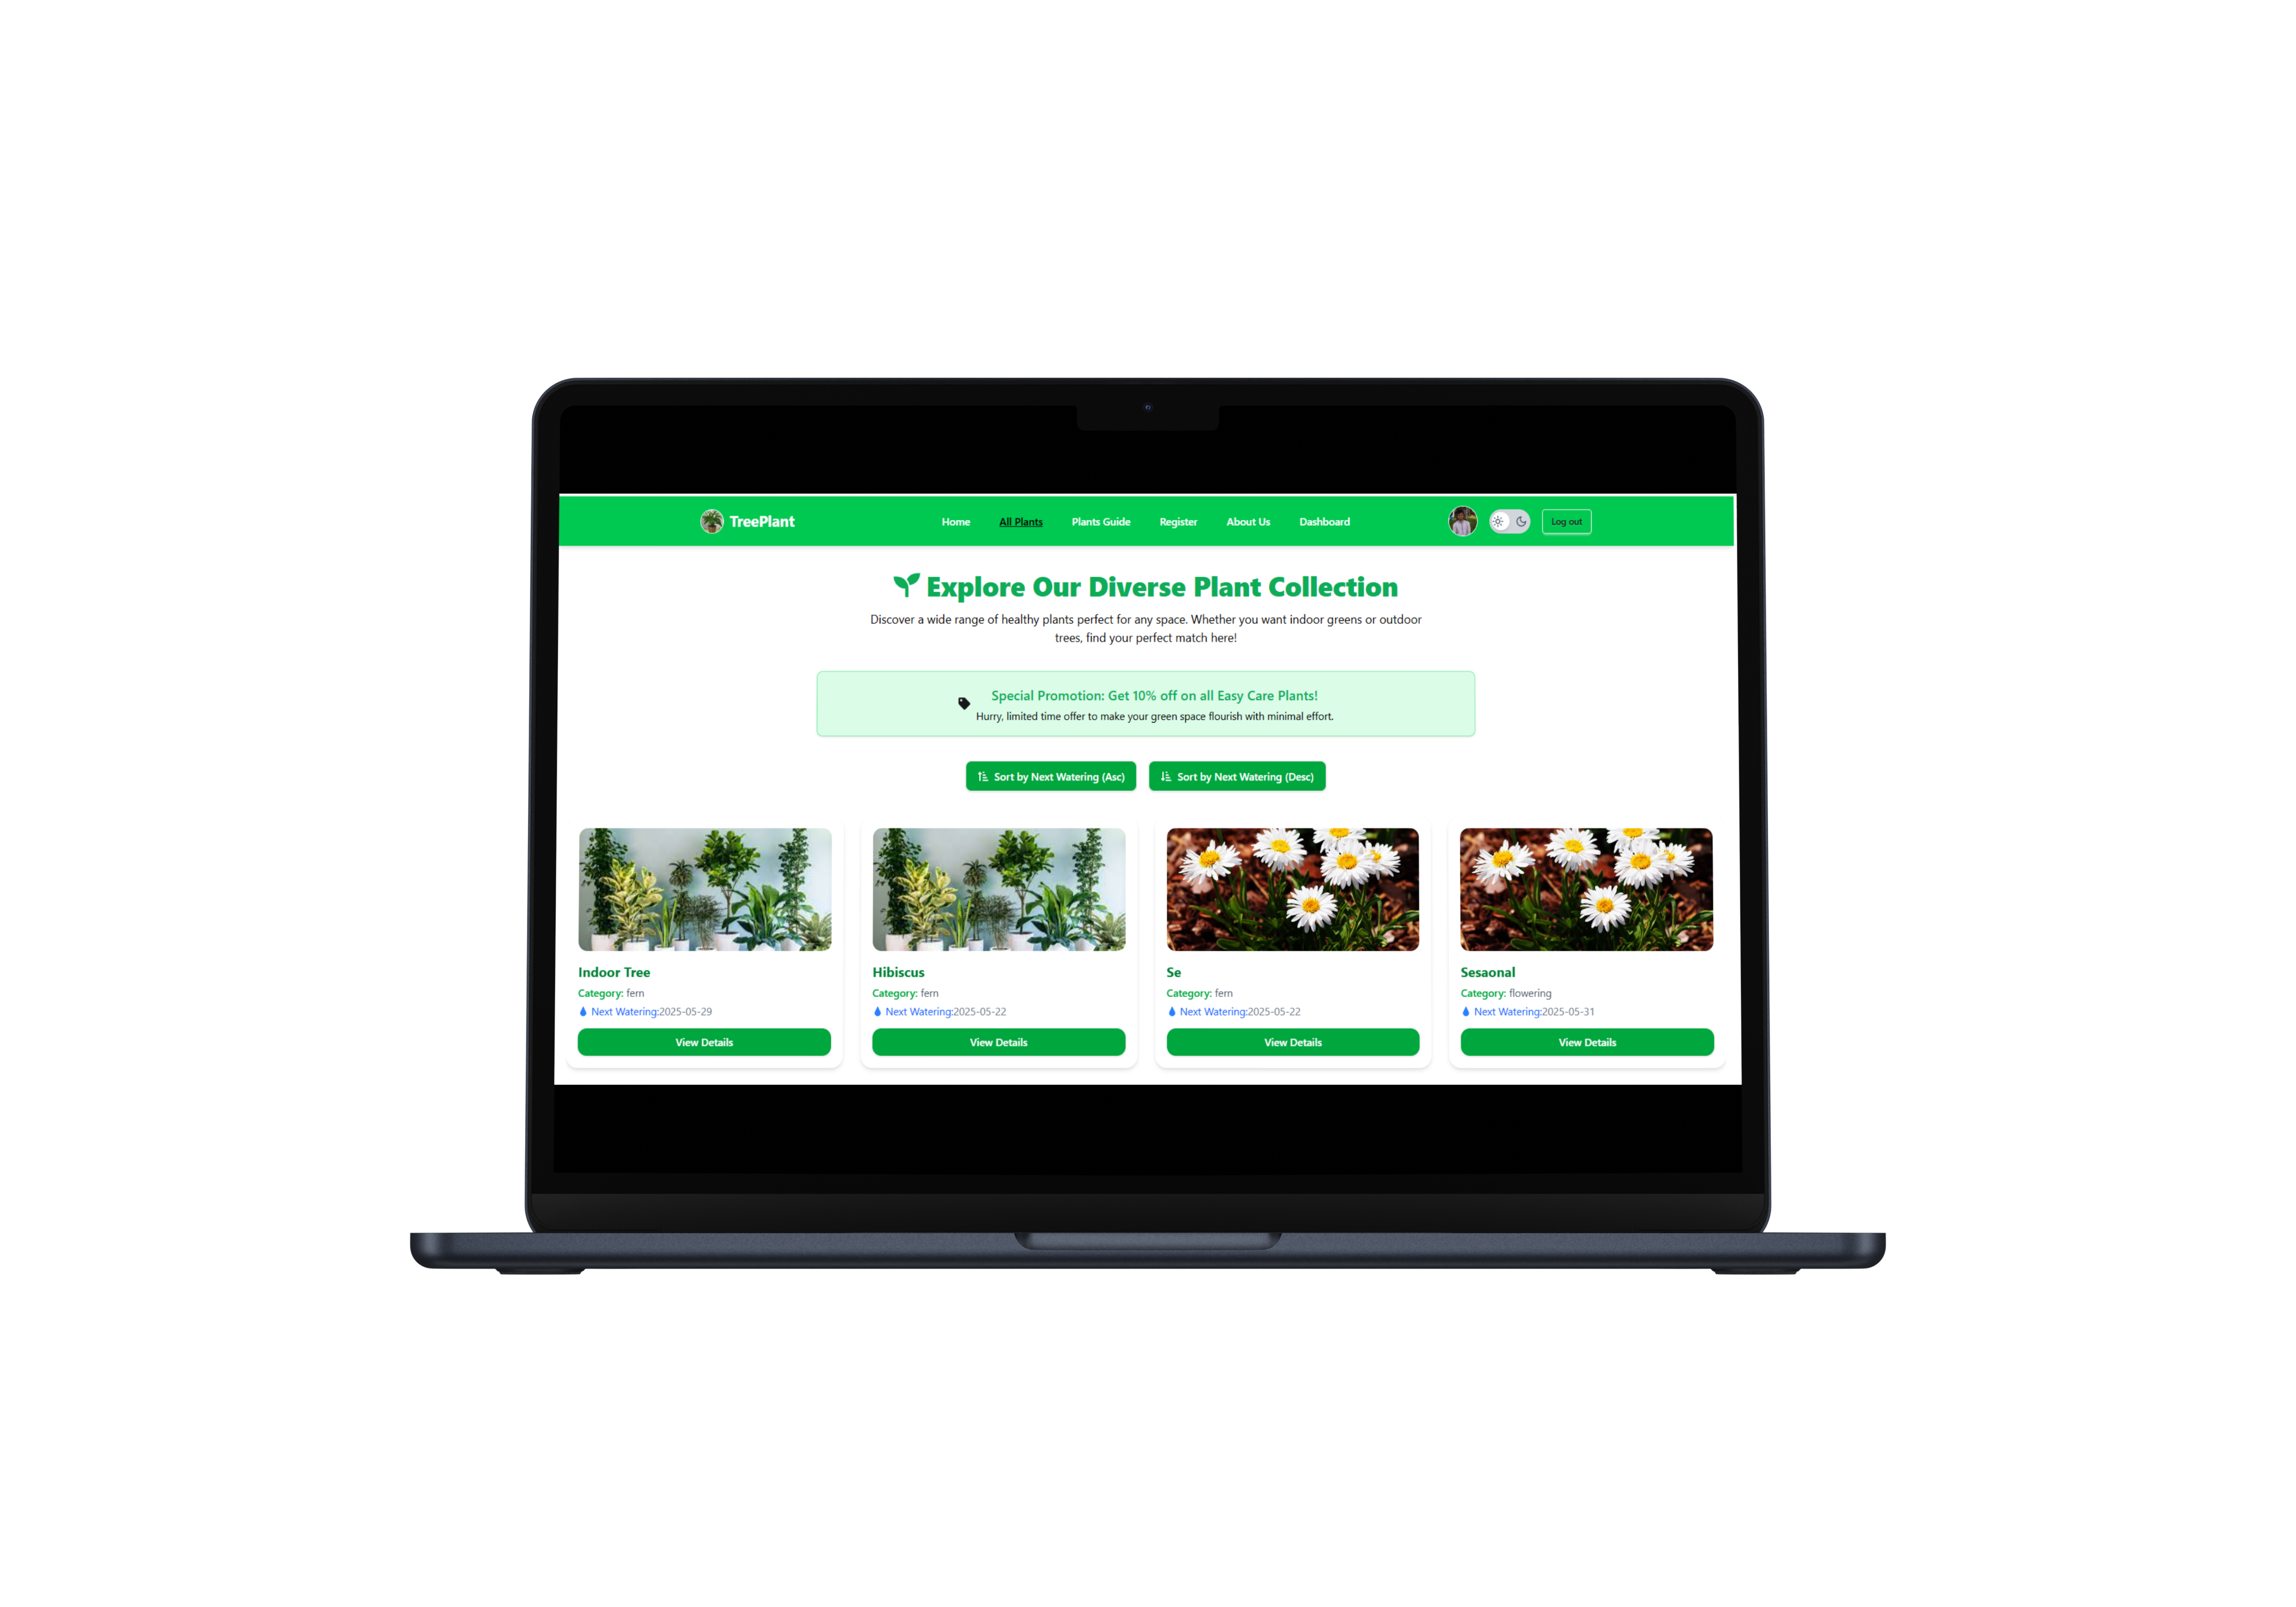 TreePlant
Home All Plants Plants Guide Register About Us Dashboard
Log out
Explore Our Diverse Plant Collection
Discover a wide range of healthy plants perfect for any space. Whether you want indoor greens or outdoor
trees, find your perfect match here!
Special Promotion: Get 10% off on all Easy Care Plants!
Hurry, limited time offer to make your green space flourish with minimal effort.
Sort by Next Watering (Asc) Sort by Next Watering (Desc)
Indoor Tree
Category: fern
Next Watering:2025-05-29
View Details
Hibiscus
Category: fern
Next Watering:2025-05-22
View Details
Se
Category: fern
Next Watering:2025-05-22
View Details
Sesaonal
Category: flowering
Next Watering:2025-05-31
View Details